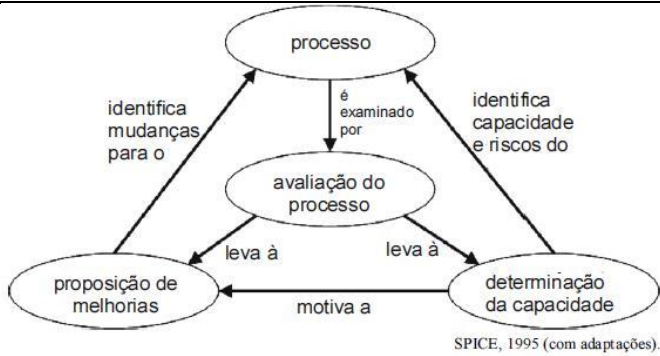 processo
identifica
mudanças
para o
é
examinado
por
identifica
capacidade
e riscos do
avaliação do
processo
leva à
leva à
proposição de
melhorias
motiva a
determinação
da capacidade
SPICE, 1995 (com adaptações).